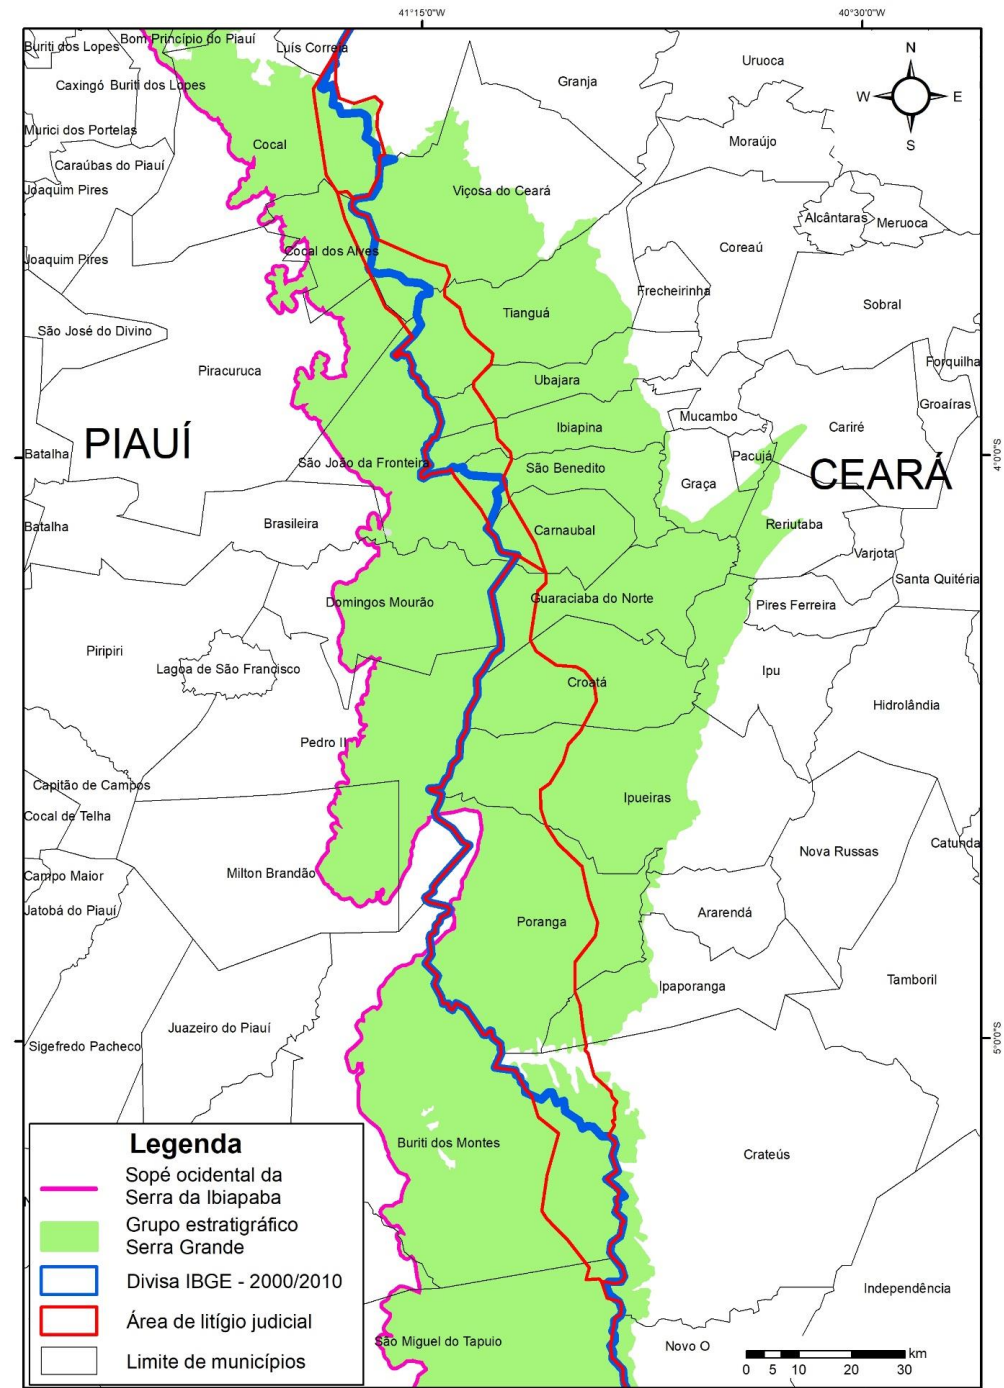 41°15'0"W
40°30'0"W
Buriti dos Lopes
Bom Princípio do Piauí
Luís Correia
Granja
Uruoca
N
W
E
S
Caxingó
Buriti dos Lopes
Murici dos Portelas
Cocal
Moraújo
Caraúbas do Piauí
Joaquim Pires
Viçosa do Ceará
Alcântaras
Meruoca
Joaquim Pires
Cocal dos Alves
Coreaú
Frecheirinha
Sobral
São José do Divino
Tianguá
Piracuruca
Ubajara
Forquilha
Groaíras
Mucambo
Ibiapina
Cariré
PIAUÍ
Batalha
São João da Fronteira
São Benedito
Pacujá
CEARÁ
4°0'0"S
Graça
Batalha
Brasileira
Carnaubal
Reriutaba
Varjota
Santa Quitéria
Domingos Mourão
Guaraciaba do Norte
Pires Ferreira
Piripiri
Lagoa de São Francisco
Croatá
Ipu
Hidrolândia
Pedro II
Capitão de Campos
Ipueiras
Cocal de Telha
Nova Russas
Catunda
Campo Maior
Milton Brandão
Jatobá do Piauí
Poranga
Ararendá
Ipaporanga
Tamboril
Juazeiro do Piauí
Sigefredo Pacheco
5°0'0"S
Buriti dos Montes
Crateús
Independência
São Miguel do Tapuio
Novo O
Legenda
Sopé ocidental da
Serra da Ibiapaba
Grupo estratigráfico
Serra Grande
Divisa IBGE - 2000/2010
Área de litígio judicial
Limite de municípios
km
0 5 10 20 30